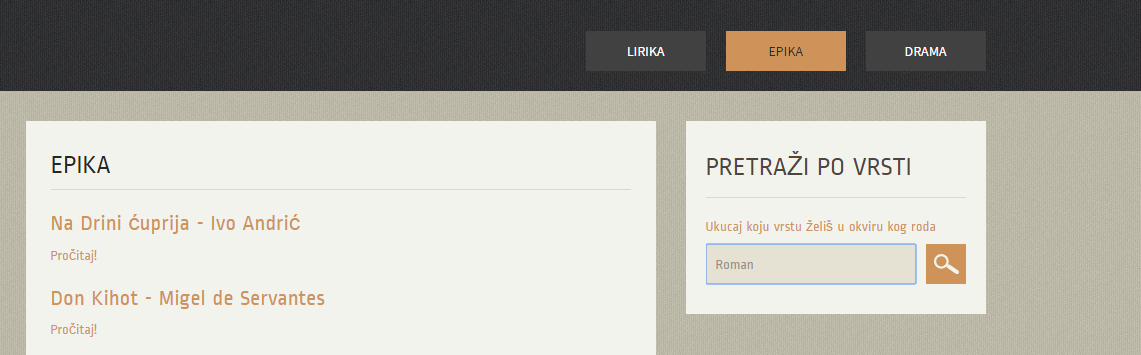 LIRIKA EPIKA DRAMA
EPIKA
Na Drini ćuprija - Ivo Andrić
Pročitaj!
Don Kihot - Migel de Servantes
Pročitaj!
PRETRAŽI PO VRSTI
Ukucaj koju vrstu želiš u okviru kog roda
Roman